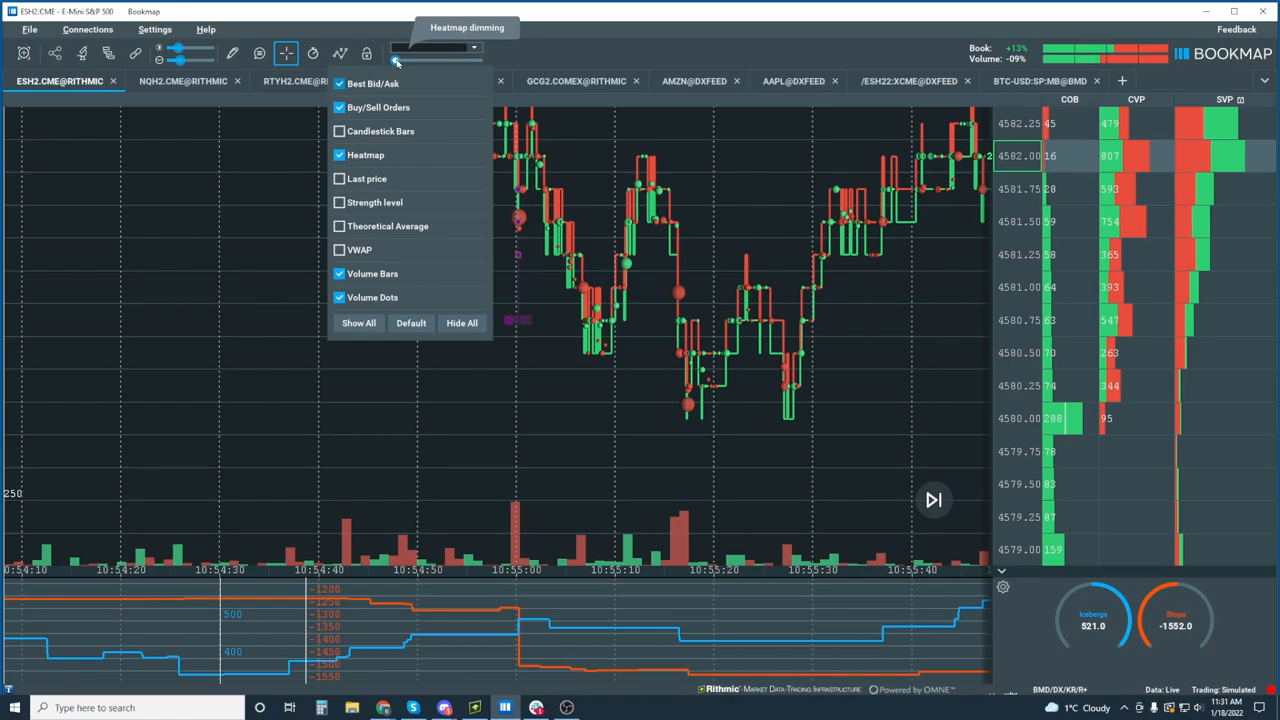 ESH2.CME - E-Mini S&P 500
Bookmap
File
Connections
Settings
Help
Feedback
Heatmap dimming
Book: +13%
Volume: -09%
BOOKMAP
ESH2.CME@RITHMIC
NQH2.CME@RITHMIC
GCG2.COMEX@RITHMIC
AMZN@DXFEED
AAPL@DXFEED
/ESH22:XCME@DXFEED
BTC-USD:SP:MB@BMD
COB
CVP
SVP
Best Bid/Ask
Buy/Sell Orders
Candlestick Bars
Heatmap
Last price
Strength level
Theoretical Average
VWAP
Volume Bars
Volume Dots
Show All
Default
Hide All
4582.25 45 479
4582.00 16 807
4581.75 28 593
4581.50 59 754
4581.25 58 365
4581.00 64 393
4580.75 63 547
4580.50 70 263
4580.25 74 344
4580.00 288 95
4579.75 78
4579.50 83
4579.25 87
4579.00 159
250
10:54:20
10:54:30
10:54:40
10:54:50
10:55:00
10:55:10
10:55:20
10:55:30
10:55:40
500
400
-1200
-1250
-1300
-1350
-1400
-1450
-1500
-1550
Icebergs
521.0
Stops
-1552.0
Rithmic - MARKET DATA-TRADING INFRASTRUCTURE
Powered by OMNE™
BMD/DX/KR/R+
Data: Live
Trading: Simulated
Type here to search
1°C Cloudy
11:31 AM
1/18/2022